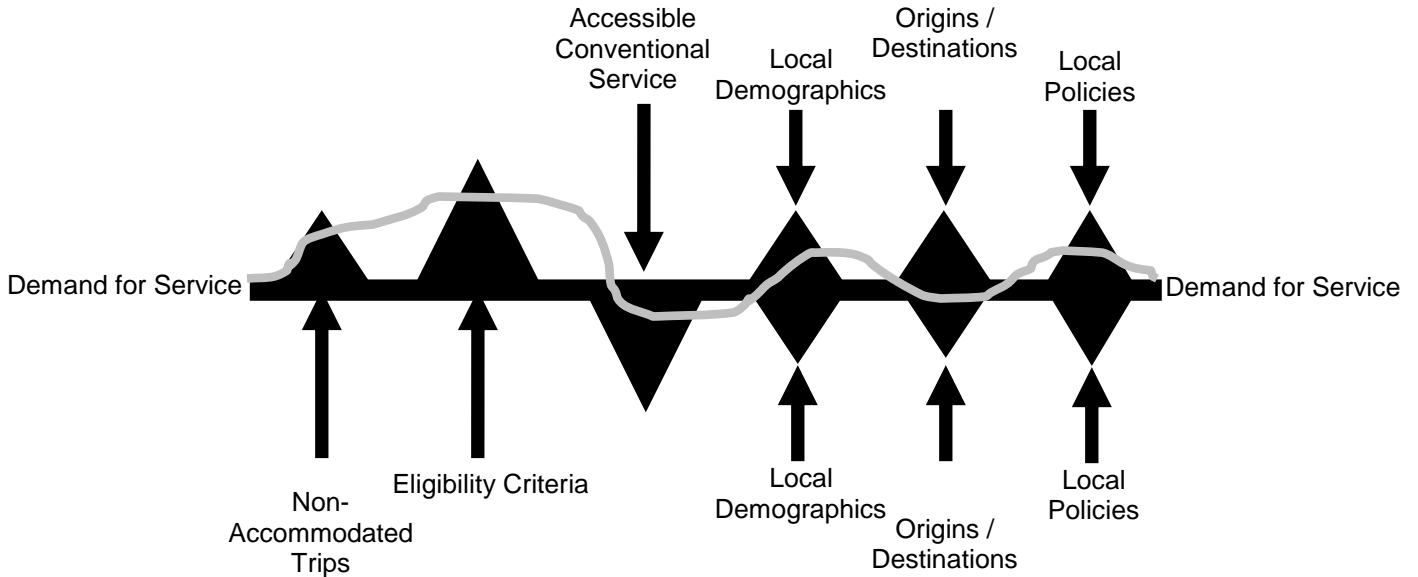 Accessible
Conventional
Service
Origins /
Destinations
Local
Demographics
Local
Policies
Demand for Service
Demand for Service
Non-
Accommodated
Trips
Eligibility Criteria
Local
Demographics
Origins /
Destinations
Local
Policies